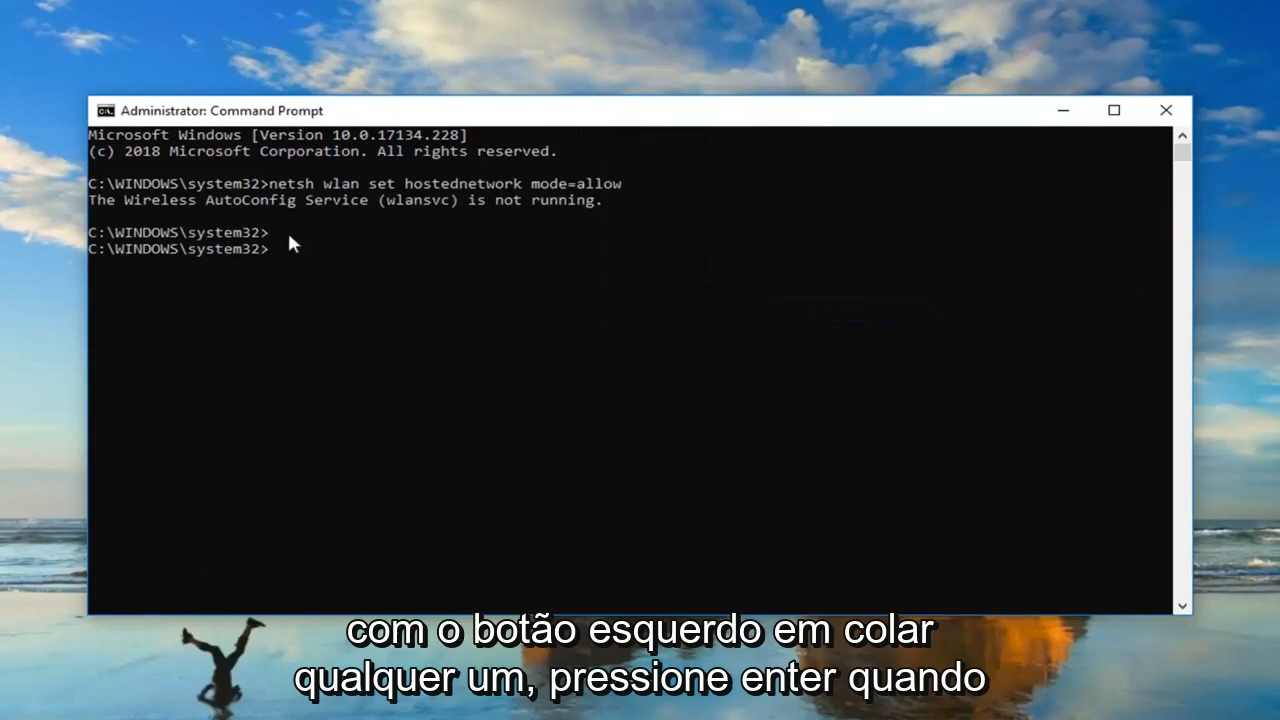 Administrator: Command Prompt
Microsoft Windows [Version 10.0.17134.228]
(c) 2018 Microsoft Corporation. All rights reserved.
C:\WINDOWS\system32>netsh wlan set hostednetwork mode=allow
The Wireless AutoConfig Service (wlansvc) is not running.
C:\WINDOWS\system32>
C:\WINDOWS\system32>
com o botão esquerdo em colar
qualquer um, pressione enter quando